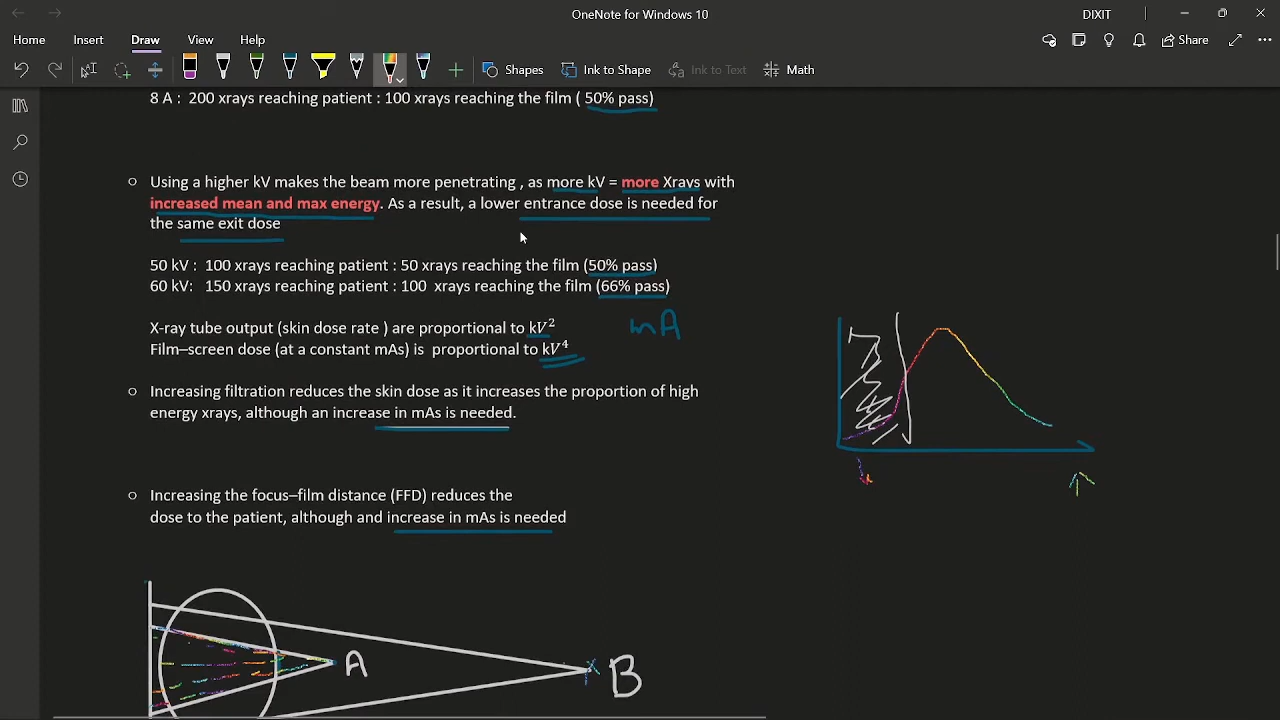 OneNote for Windows 10
DIXIT
Home Insert Draw View Help
Share
Shapes Ink to Shape Ink to Text Math
8 A : 200 xrays reaching patient : 100 xrays reaching the film ( 50% pass)
Using a higher kV makes the beam more penetrating , as more kV = more Xrays with
increased mean and max energy. As a result, a lower entrance dose is needed for
the same exit dose
50 kV : 100 xrays reaching patient : 50 xrays reaching the film (50% pass)
60 kV: 150 xrays reaching patient : 100 xrays reaching the film (66% pass)
X-ray tube output (skin dose rate ) are proportional to kV²
mA
Film–screen dose (at a constant mAs) is proportional to kV⁴
Increasing filtration reduces the skin dose as it increases the proportion of high
energy xrays, although an increase in mAs is needed.
Increasing the focus–film distance (FFD) reduces the
dose to the patient, although and increase in mAs is needed
A
B